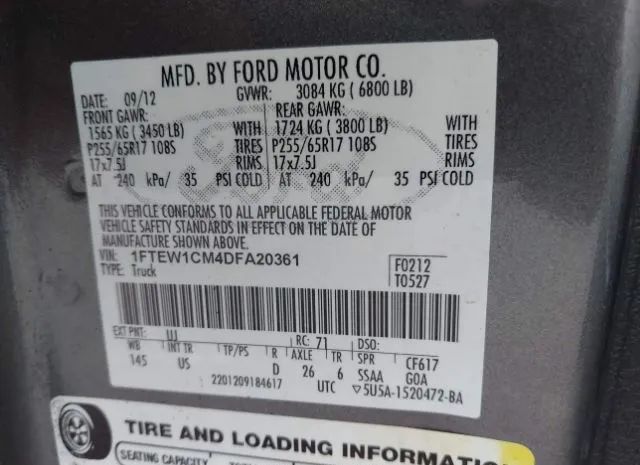 MFD. BY FORD MOTOR CO.
DATE: 09/12 GVWR: 3084 KG ( 6800 LB)
FRONT GAWR: REAR GAWR:
1565 KG ( 3450 LB) WITH 1724 KG ( 3800 LB) WITH
P255/65R17 108S TIRES P255/65R17 108S TIRES
17x7.5J RIMS 17x7.5J RIMS
AT 240 kPa/ 35 PSI COLD AT 240 kPa/ 35 PSI COLD
THIS VEHICLE CONFORMS TO ALL APPLICABLE FEDERAL MOTOR
VEHICLE SAFETY STANDARDS IN EFFECT ON THE DATE OF
MANUFACTURE SHOWN ABOVE.
VIN: 1FTEW1CM4DFA20361 F0212
TYPE: Truck T0527
EXT PNT: UJ RC: 71 DSO:
WB INT TR TP/PS R AXLE TR SPR CF617
145 US D 26 6 SSAA GOA
2201209184617 UTC ▽5U5A-1520472-BA
TIRE AND LOADING INFORMATION
SEATING CAPACITY